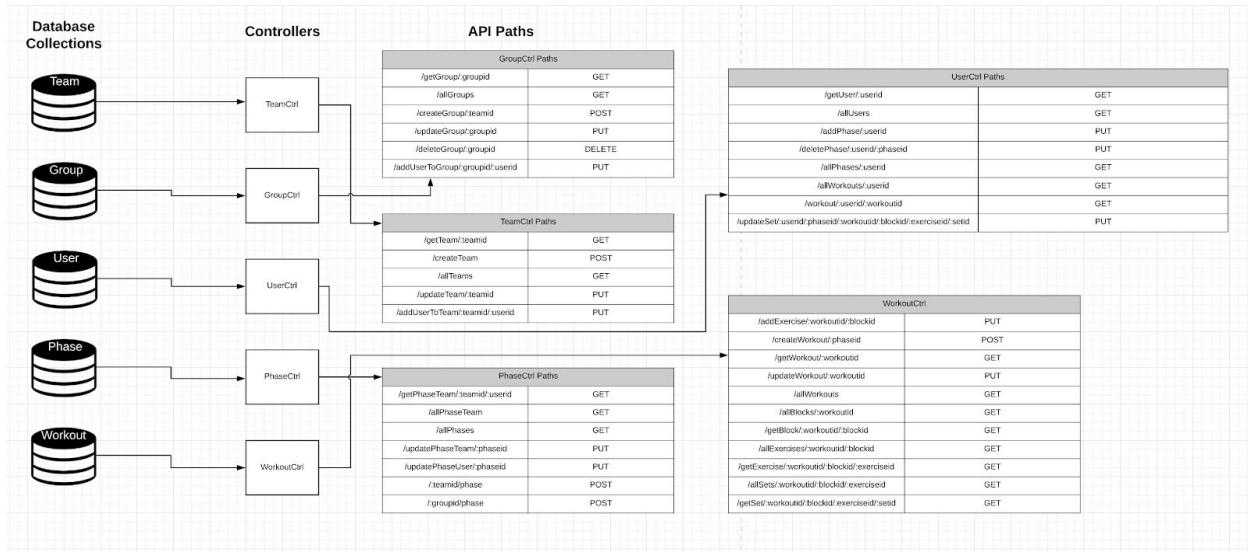 Database
Collections
Controllers
API Paths
Team
Group
User
Phase
Workout
TeamCtrl
GroupCtrl
UserCtrl
PhaseCtrl
WorkoutCtrl
GroupCtrl Paths
/getGroup/:groupid GET
/allGroups GET
/createGroup/:teamid POST
/updateGroup/:groupid PUT
/deleteGroup/:groupid DELETE
/addUserToGroup/:groupid/:userid PUT
TeamCtrl Paths
/getTeam/:teamid GET
/createTeam POST
/allTeams GET
/updateTeam/:teamid PUT
/addUserToTeam/:teamid/:userid PUT
PhaseCtrl Paths
/getPhaseTeam/:teamid/:userid GET
/allPhaseTeam GET
/allPhases GET
/updatePhaseTeam/:phaseid PUT
/updatePhaseUser/:phaseid PUT
/:teamid/phase POST
/:groupid/phase POST
UserCtrl Paths
/getUser/:userid GET
/allUsers GET
/addPhase/:userid PUT
/deletePhase/:userid/:phaseid PUT
/allPhases/:userid GET
/allWorkouts/:userid GET
/workout/:userid/:workoutid GET
/updateSet/:userid/:phaseid/:workoutid/:blockid/:exerciseid/:setid PUT
WorkoutCtrl
/addExercise/:workoutid/:blockid PUT
/createWorkout/:phaseid POST
/getWorkout/:workoutid GET
/updateWorkout/:workoutid PUT
/allWorkouts GET
/allBlocks/:workoutid GET
/getBlock/:workoutid/:blockid GET
/allExercises/:workoutid/:blockid GET
/getExercise/:workoutid/:blockid/:exerciseid GET
/allSets/:workoutid/:blockid/:exerciseid GET
/getSet/:workoutid/:blockid/:exerciseid/:setid GET